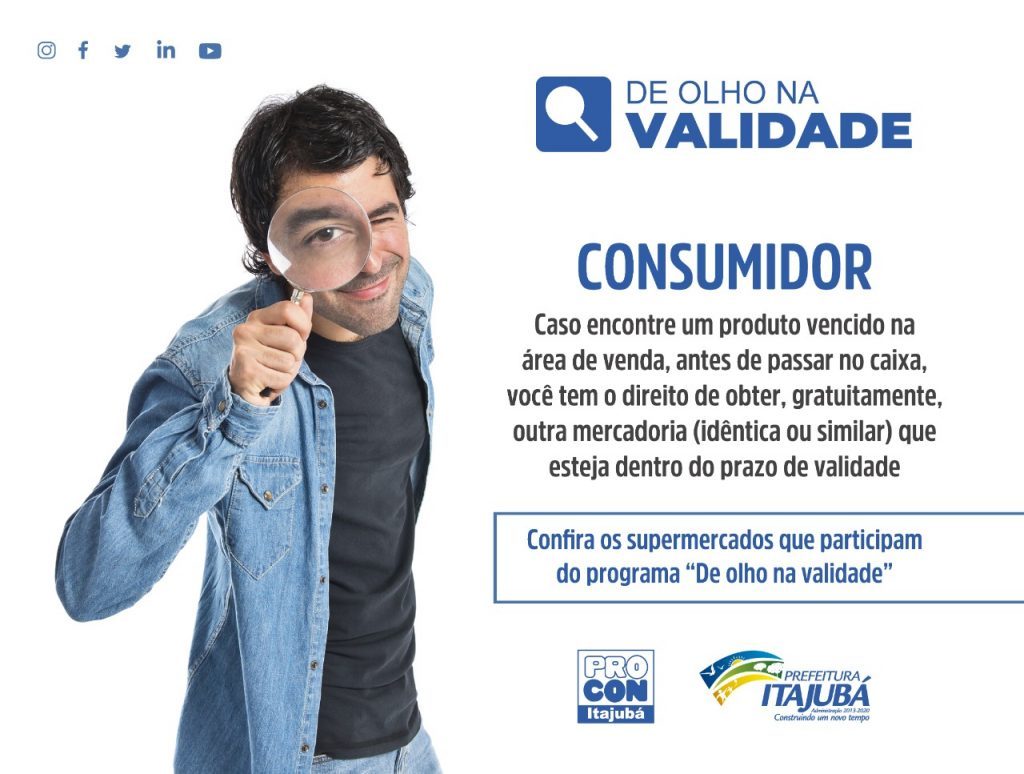 DE OLHO NA
VALIDADE
CONSUMIDOR
Caso encontre um produto vencido na
área de venda, antes de passar no caixa,
você tem o direito de obter, gratuitamente,
outra mercadoria (idêntica ou similar) que
esteja dentro do prazo de validade
Confira os supermercados que participam
do programa “De olho na validade”
PRO
CON
Itajubá
PREFEITURA
ITAJUBÁ
Administração 2013-2020
Construindo um novo tempo